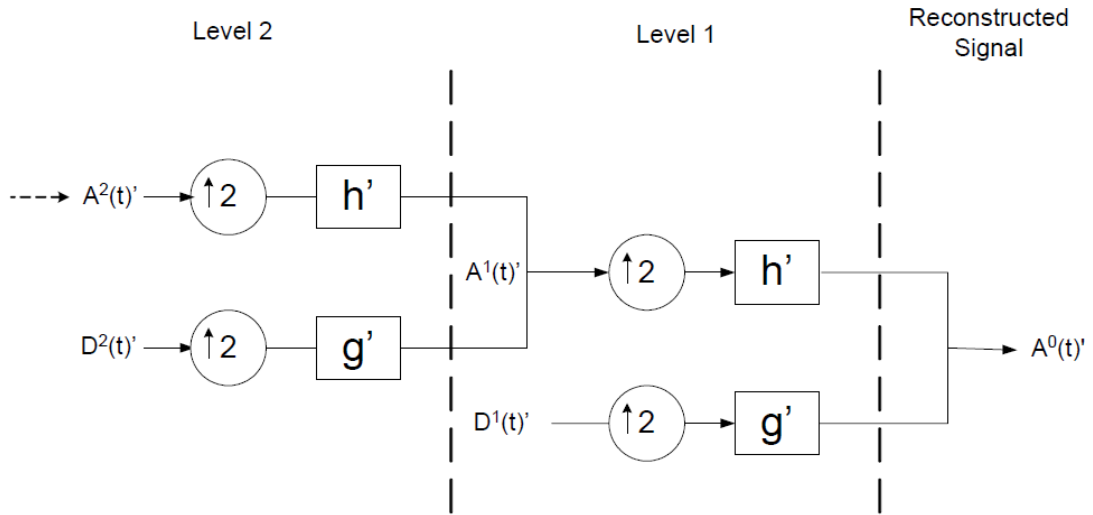 Level 2
Level 1
Reconstructed
Signal
A²(t)’
↑2
h’
D²(t)’
↑2
g’
A¹(t)’
↑2
h’
D¹(t)’
↑2
g’
A⁰(t)'